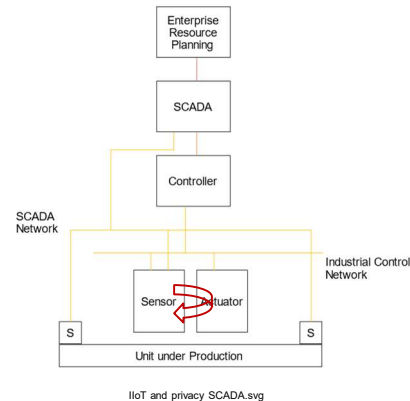 Enterprise
Resource
Planning
SCADA
Controller
SCADA
Network
Industrial Control
Network
Sensor
Actuator
S
S
Unit under Production
IIoT and privacy SCADA.svg